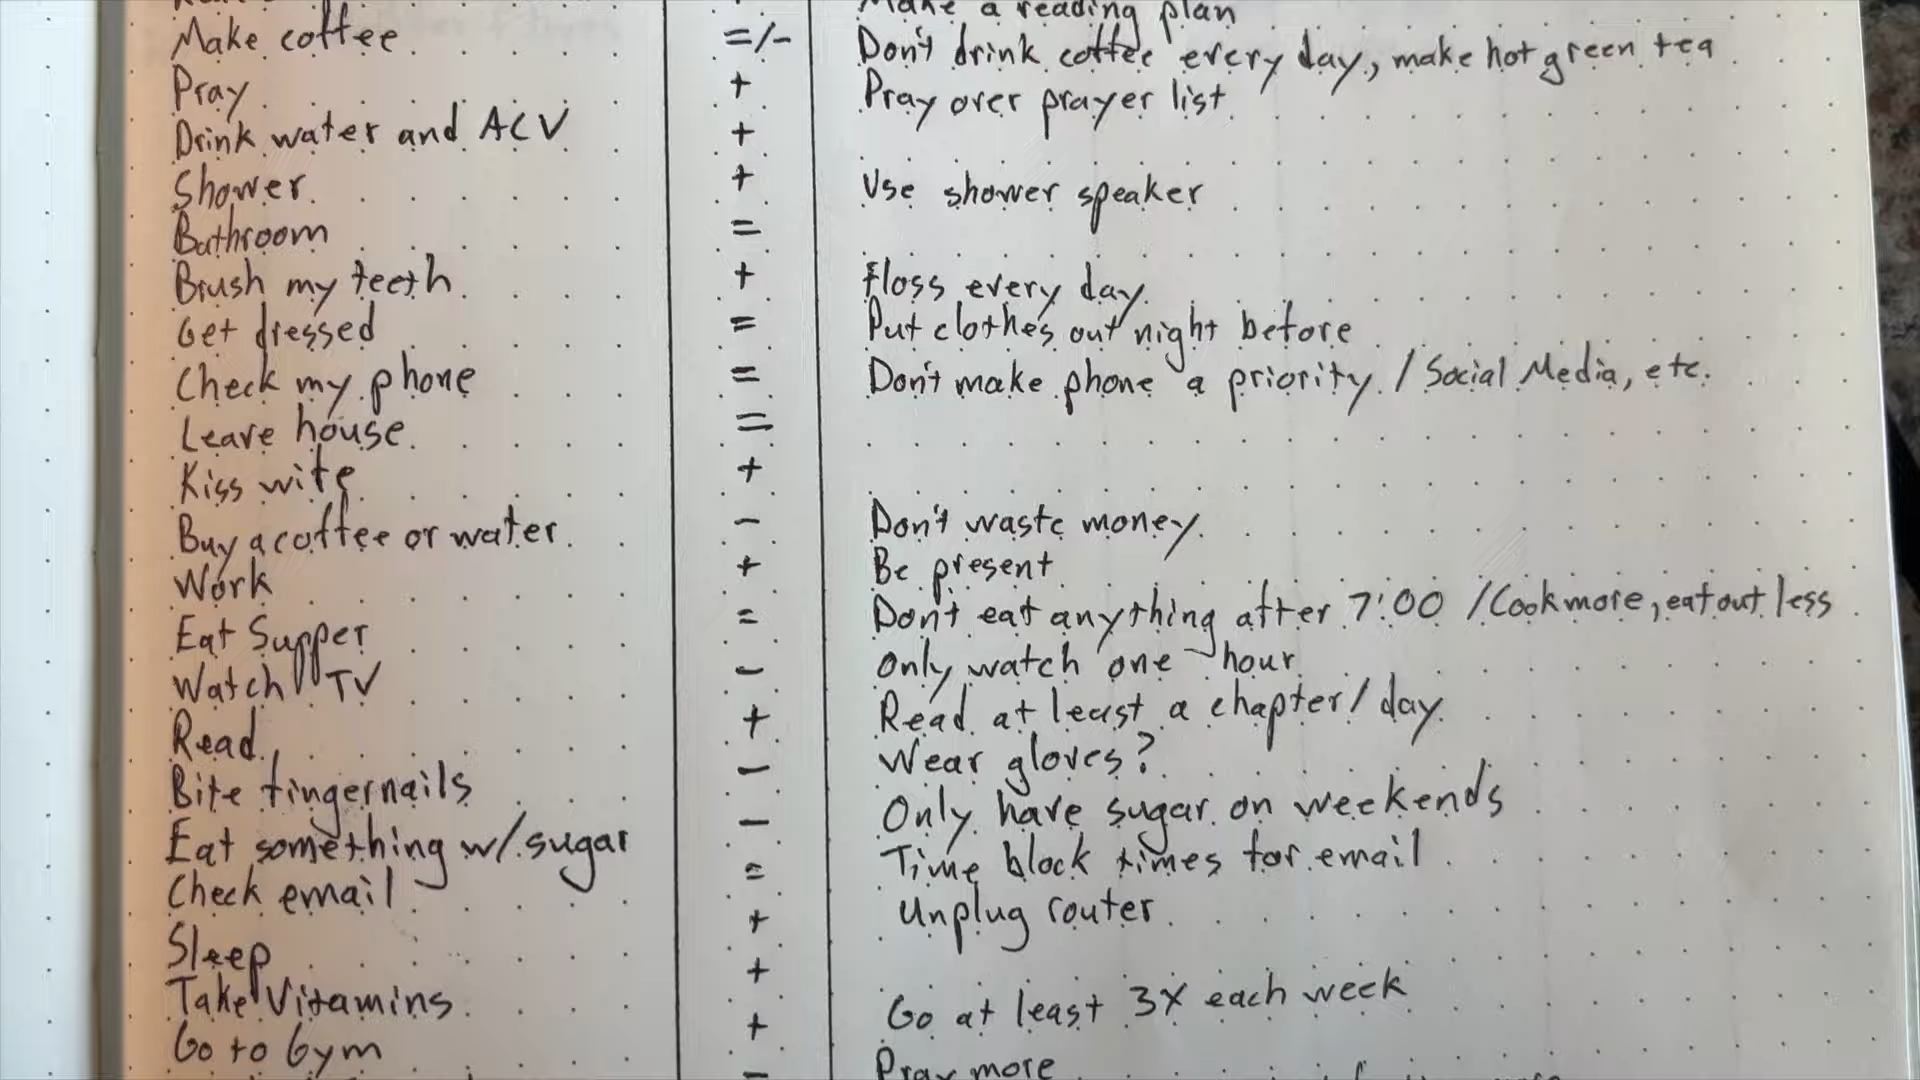 Make a reading plan
Make coffee =/- Don't drink coffee every day, make hot green tea
Pray + Pray over prayer list
Drink water and ACV +
Shower + Use shower speaker
Bathroom =
Brush my teeth + Floss every day
Get dressed = Put clothes out night before
Check my phone = Don't make phone a priority / Social Media, etc.
Leave house =
Kiss wife +
Buy a coffee or water - Don't waste money
Work + Be present
Eat Supper = Don't eat anything after 7:00 / Cook more, eat out less
Watch TV - Only watch one hour
Read + Read at least a chapter / day
Bite fingernails - Wear gloves?
Eat something w/ sugar - Only have sugar on weekends
Check email = Time block times for email
Sleep + Unplug router
Take Vitamins +
Go to Gym + Go at least 3X each week
- Pray more